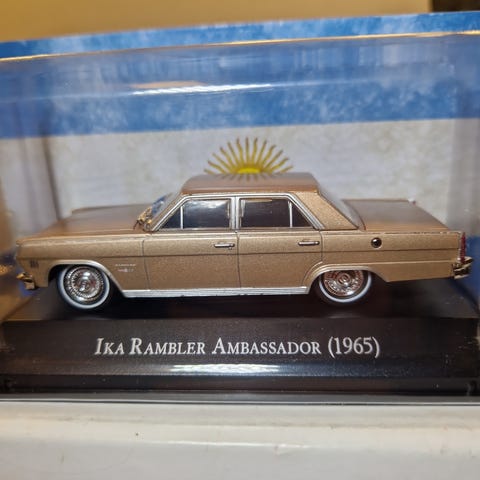 IKA RAMBLER AMBASSADOR (1965)